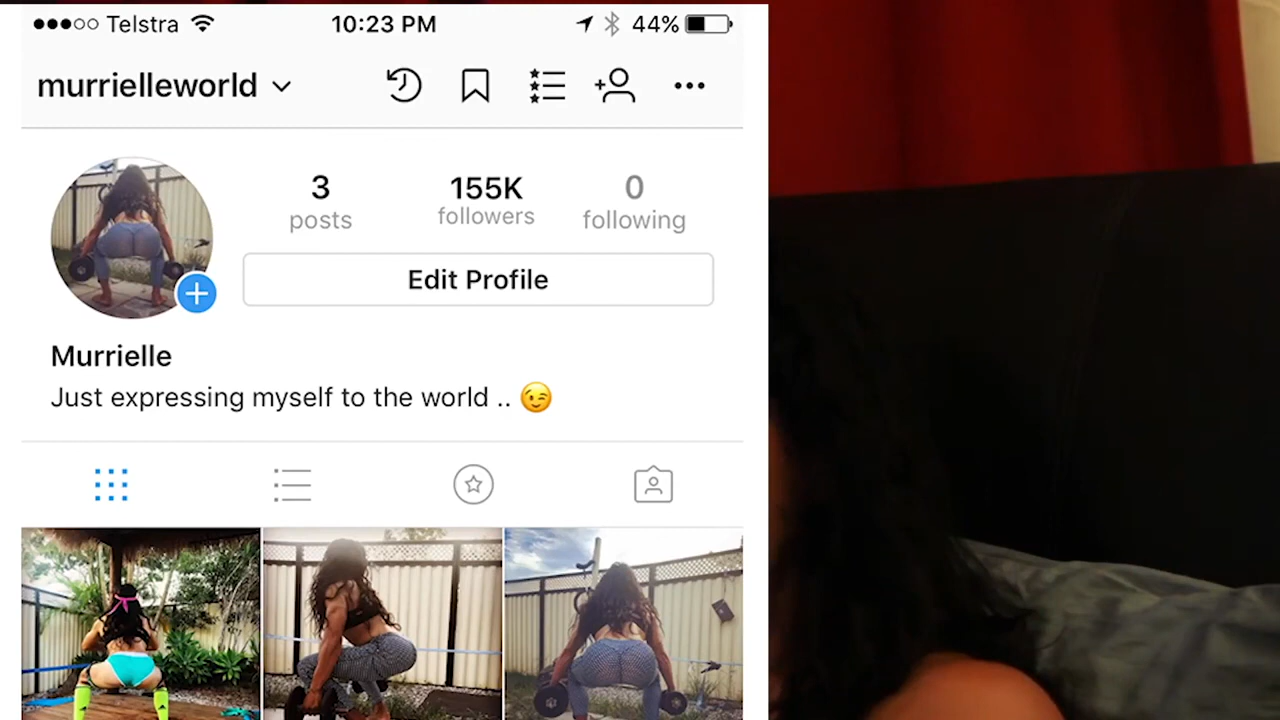 Telstra 10:23 PM 44%
murrielleworld
3 155K 0
posts followers following
Edit Profile
Murrielle
Just expressing myself to the world .. 😉